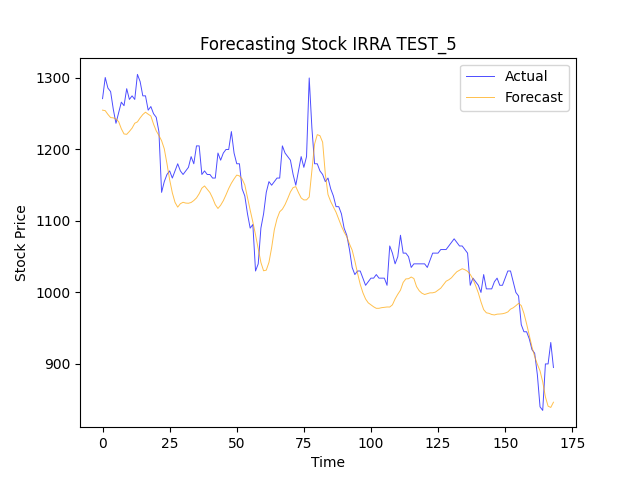 Forecasting Stock IRRA TEST_5
Actual
Forecast
Stock Price
1300
1200
1100
1000
900
0 25 50 75 100 125 150 175
Time